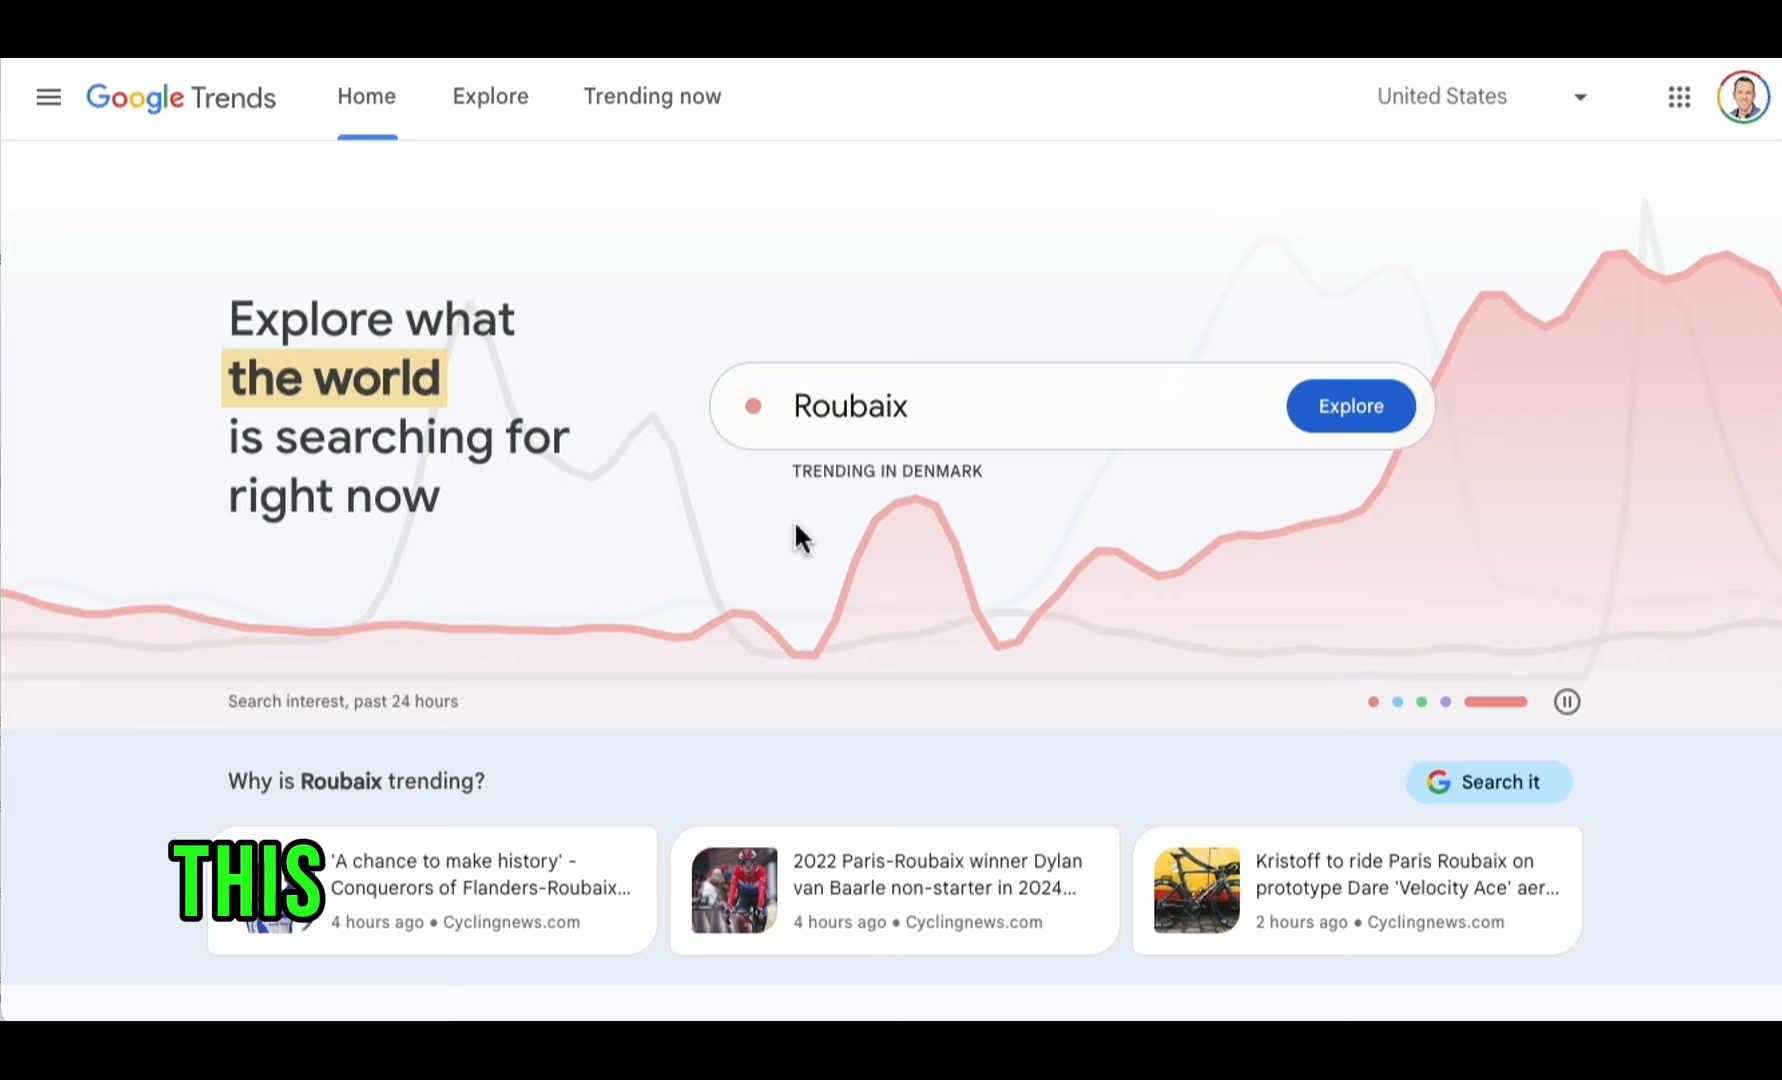 Google Trends
Home
Explore
Trending now
United States
Explore what
the world
is searching for
right now
Roubaix
Explore
TRENDING IN DENMARK
Search interest, past 24 hours
Why is Roubaix trending?
Search it
THIS
'A chance to make history' -
Conquerors of Flanders-Roubaix...
4 hours ago • Cyclingnews.com
2022 Paris-Roubaix winner Dylan
van Baarle non-starter in 2024...
4 hours ago • Cyclingnews.com
Kristoff to ride Paris Roubaix on
prototype Dare 'Velocity Ace' aer...
2 hours ago • Cyclingnews.com